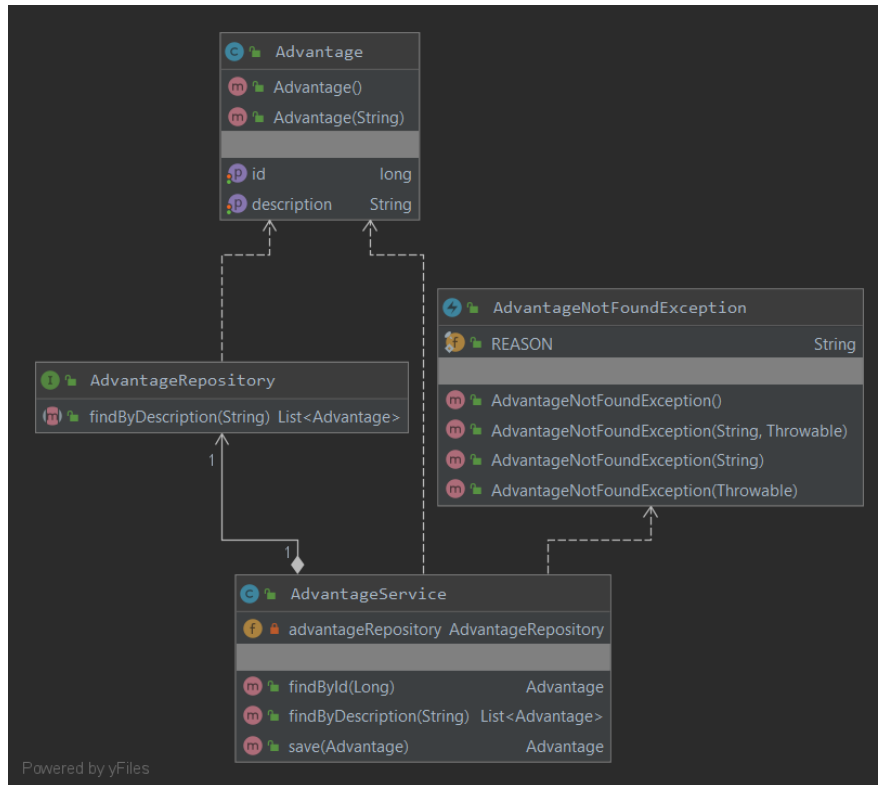 Advantage
Advantage()
Advantage(String)
id long
description String
AdvantageNotFoundException
REASON String
AdvantageNotFoundException()
AdvantageNotFoundException(String, Throwable)
AdvantageNotFoundException(String)
AdvantageNotFoundException(Throwable)
AdvantageRepository
findByDescription(String) List<Advantage>
1
1
AdvantageService
advantageRepository AdvantageRepository
findById(Long) Advantage
findByDescription(String) List<Advantage>
save(Advantage) Advantage
Powered by yFiles